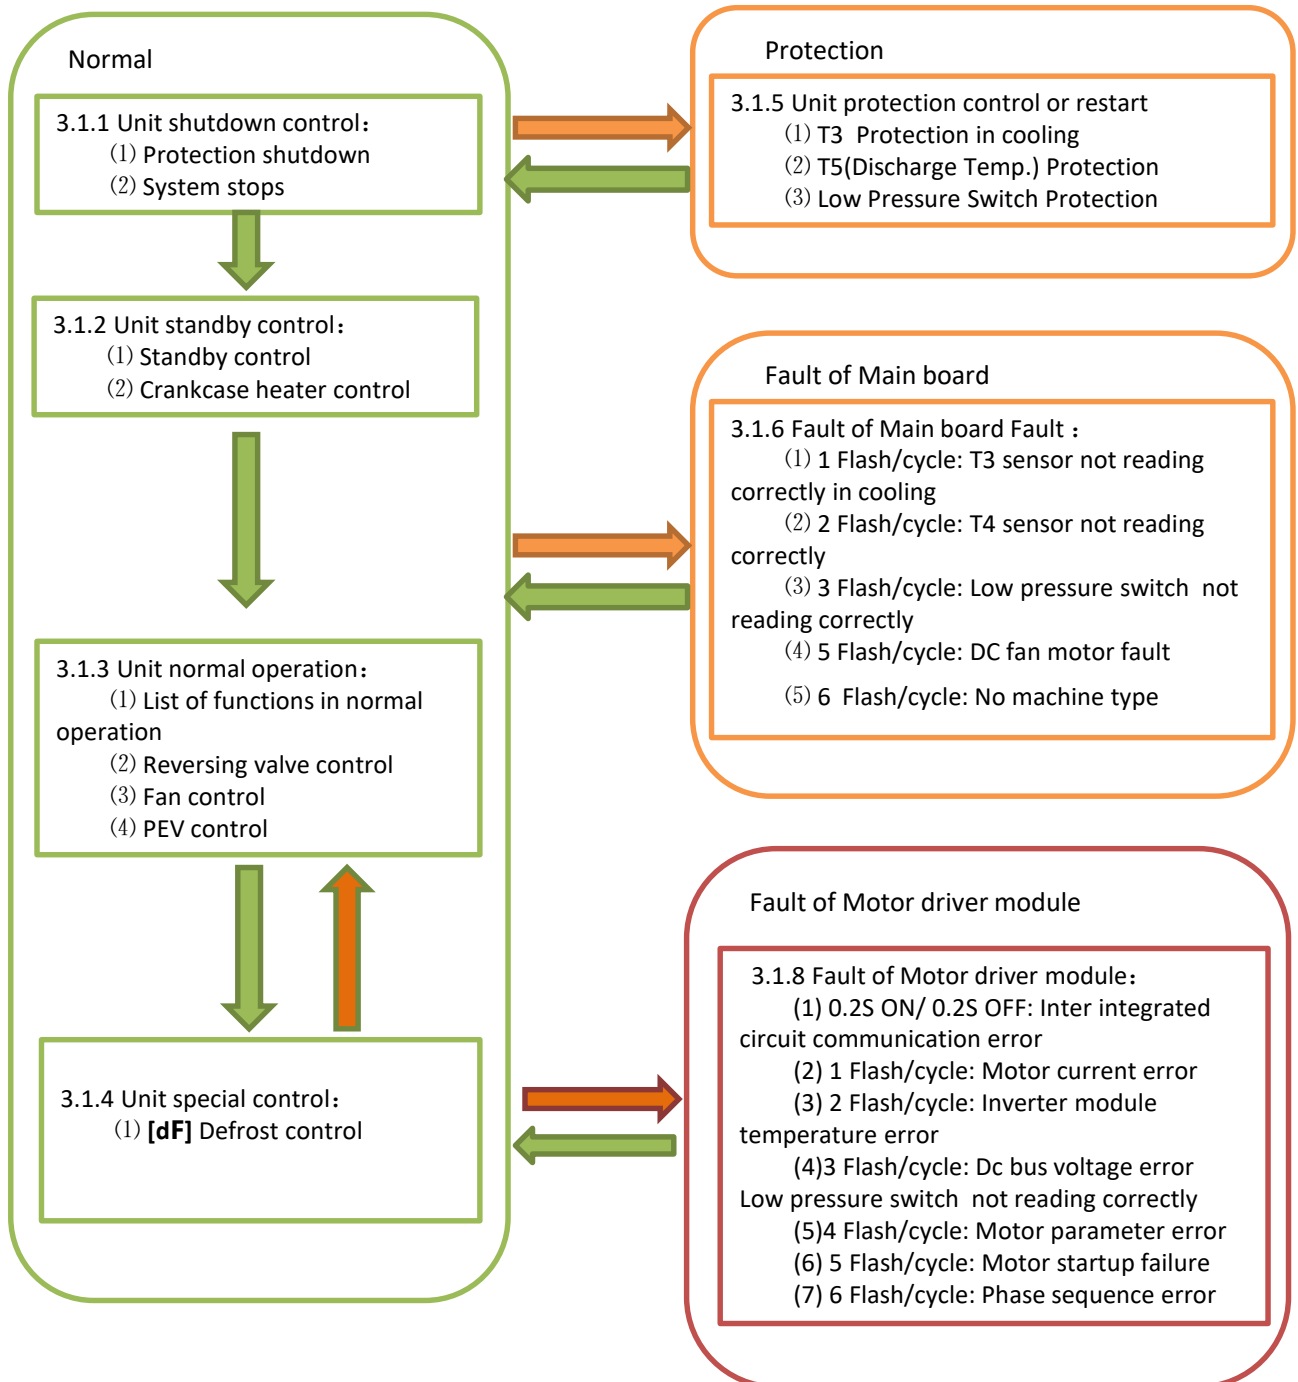 Normal
3.1.1 Unit shutdown control：
⑴ Protection shutdown
⑵ System stops
3.1.2 Unit standby control：
⑴ Standby control
⑵ Crankcase heater control
3.1.3 Unit normal operation：
⑴ List of functions in normal
operation
⑵ Reversing valve control
⑶ Fan control
⑷ PEV control
3.1.4 Unit special control：
⑴ [dF] Defrost control
Protection
3.1.5 Unit protection control or restart
⑴ T3 Protection in cooling
⑵ T5(Discharge Temp.) Protection
⑶ Low Pressure Switch Protection
Fault of Main board
3.1.6 Fault of Main board Fault：
⑴ 1 Flash/cycle: T3 sensor not reading
correctly in cooling
⑵ 2 Flash/cycle: T4 sensor not reading
correctly
⑶ 3 Flash/cycle: Low pressure switch not
reading correctly
⑷ 5 Flash/cycle: DC fan motor fault
⑸ 6 Flash/cycle: No machine type
Fault of Motor driver module
3.1.8 Fault of Motor driver module：
(1) 0.2S ON/ 0.2S OFF: Inter integrated
circuit communication error
(2) 1 Flash/cycle: Motor current error
(3) 2 Flash/cycle: Inverter module
temperature error
(4)3 Flash/cycle: Dc bus voltage error
Low pressure switch not reading correctly
(5)4 Flash/cycle: Motor parameter error
(6) 5 Flash/cycle: Motor startup failure
(7) 6 Flash/cycle: Phase sequence error